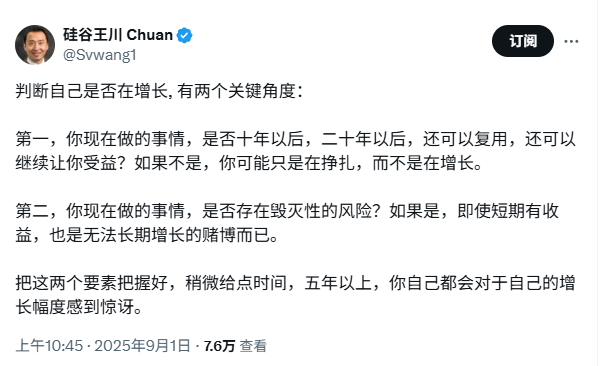 硅谷王川 Chuan
订阅
@Svwang1
判断自己是否在增长, 有两个关键角度：
第一，你现在做的事情，是否十年以后，二十年以后，还可以复用，还可以
继续让你受益？如果不是，你可能只是在挣扎，而不是在增长。
第二，你现在做的事情，是否存在毁灭性的风险？如果是，即使短期有收
益，也是无法长期增长的赌博而已。
把这两个要素把握好，稍微给点时间，五年以上，你自己都会对于自己的增
长幅度感到惊讶。
上午10:45 · 2025年9月1日 · 7.6万 查看